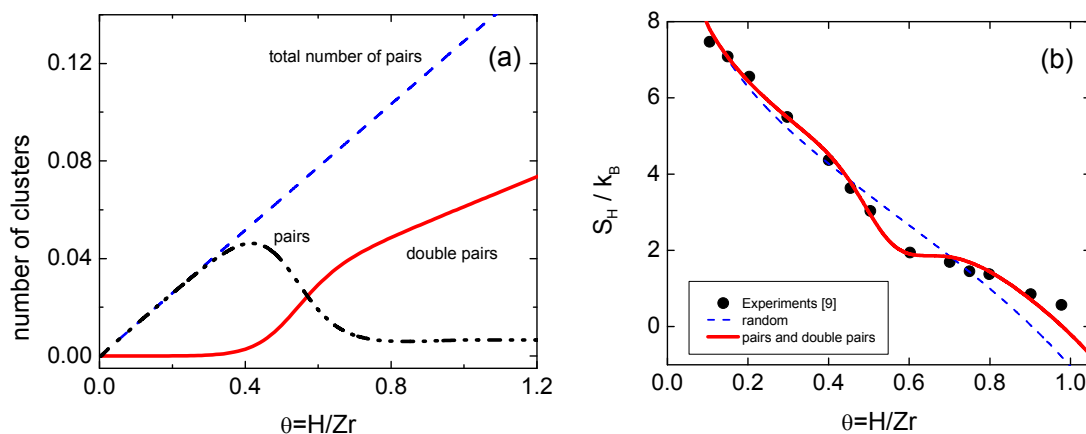 (a)
total number of pairs
pairs
double pairs
number of clusters
0.12
0.08
0.04
0.00
0.0 0.4 0.8 1.2
θ=H/Zr
(b)
S_H / k_B
8
6
4
2
0
Experiments [9]
random
pairs and double pairs
0.2 0.4 0.6 0.8 1.0
θ=H/Zr